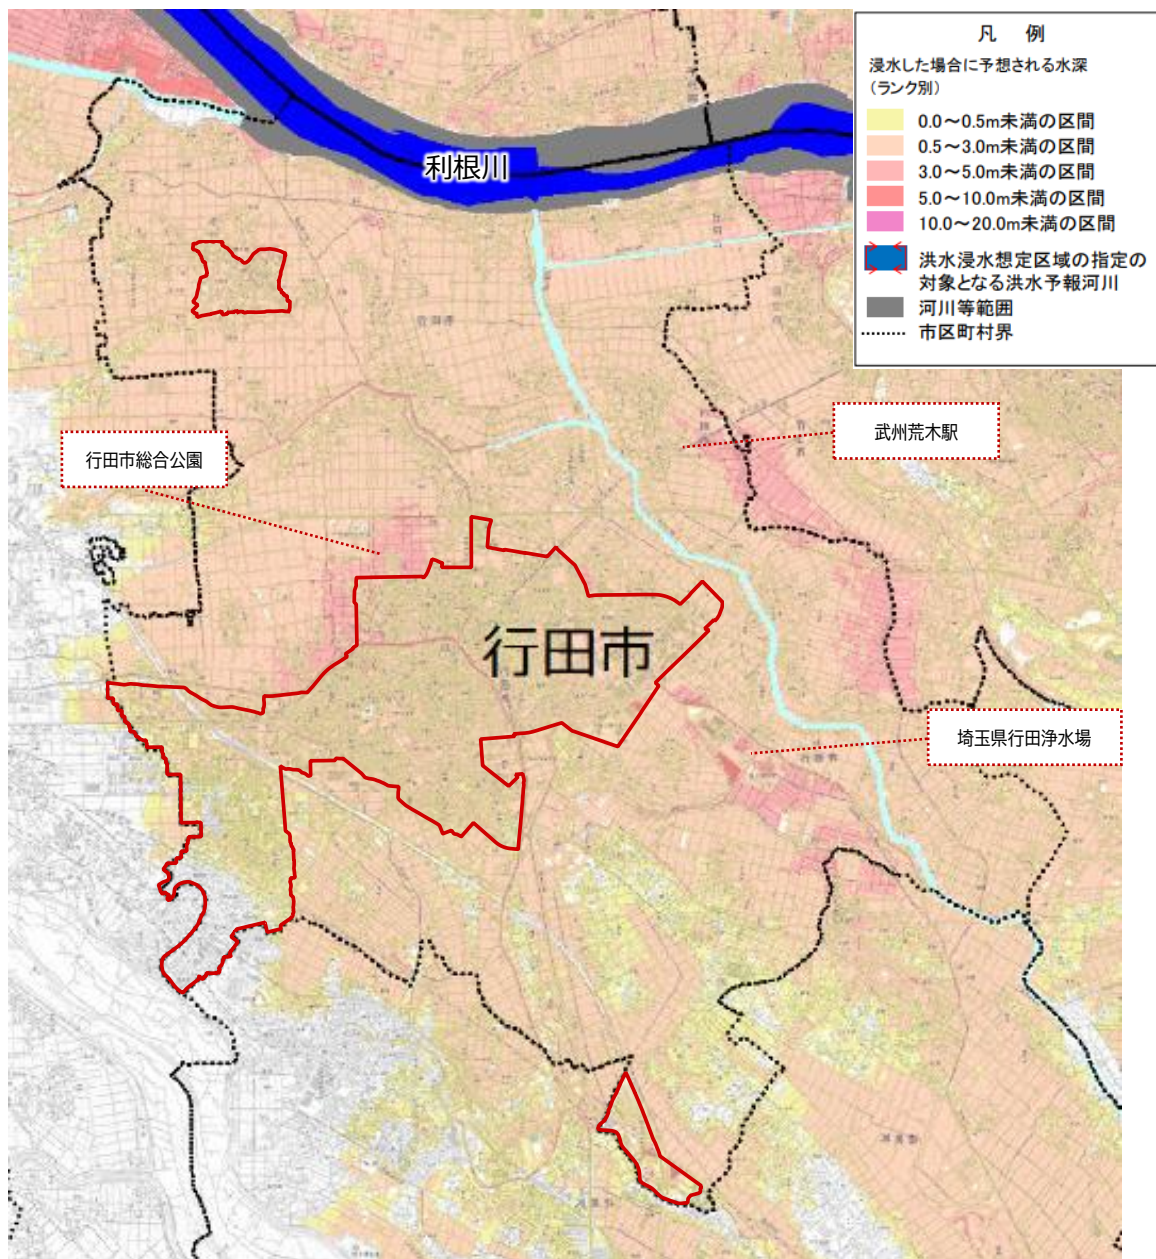 凡 例
浸水した場合に予想される水深
(ランク別)
0.0～0.5m未満の区間
0.5～3.0m未満の区間
3.0～5.0m未満の区間
5.0～10.0m未満の区間
10.0～20.0m未満の区間
洪水浸水想定区域の指定の
対象となる洪水予報河川
河川等範囲
市区町村界
利根川
武州荒木駅
行田市総合公園
行田市
埼玉県行田浄水場